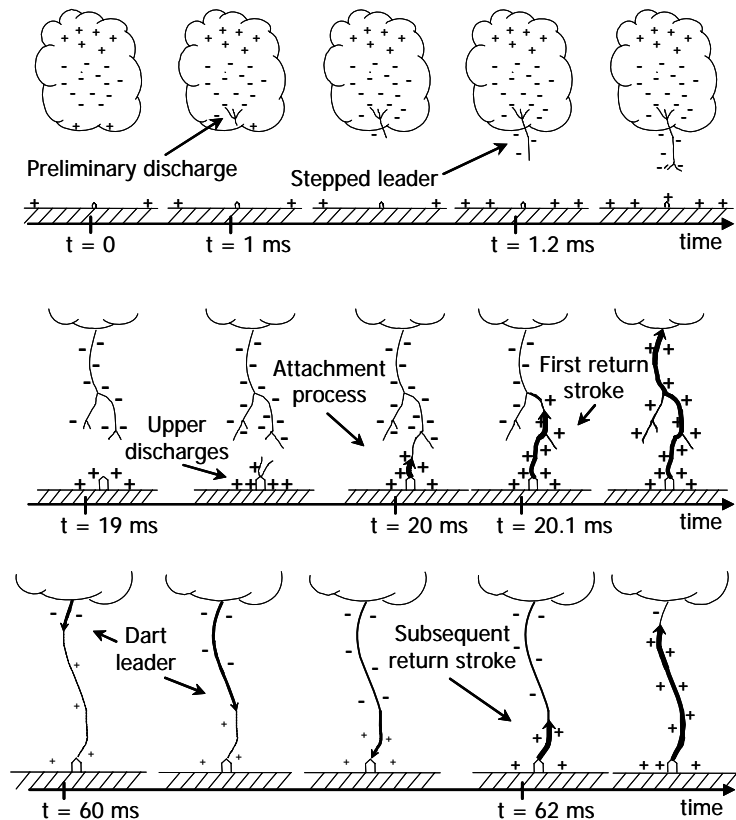 Preliminary discharge
Stepped leader
t = 0
t = 1 ms
t = 1.2 ms
time
Attachment
process
First return
stroke
Upper
discharges
t = 19 ms
t = 20 ms
t = 20.1 ms
time
Dart
leader
Subsequent
return stroke
t = 60 ms
t = 62 ms
time